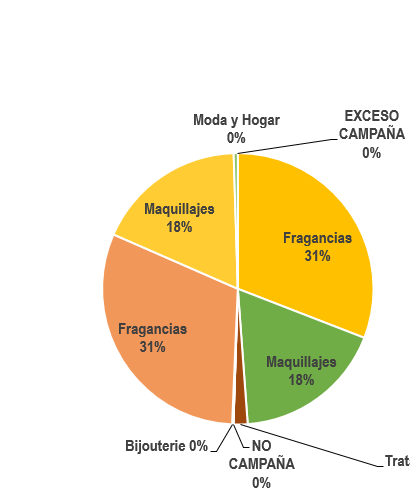 Moda y Hogar
0%
EXCESO
CAMPAÑA
0%
Maquillajes
18%
Fragancias
31%
Fragancias
31%
Maquillajes
18%
Bijouterie 0%
NO
CAMPAÑA
0%
Trat